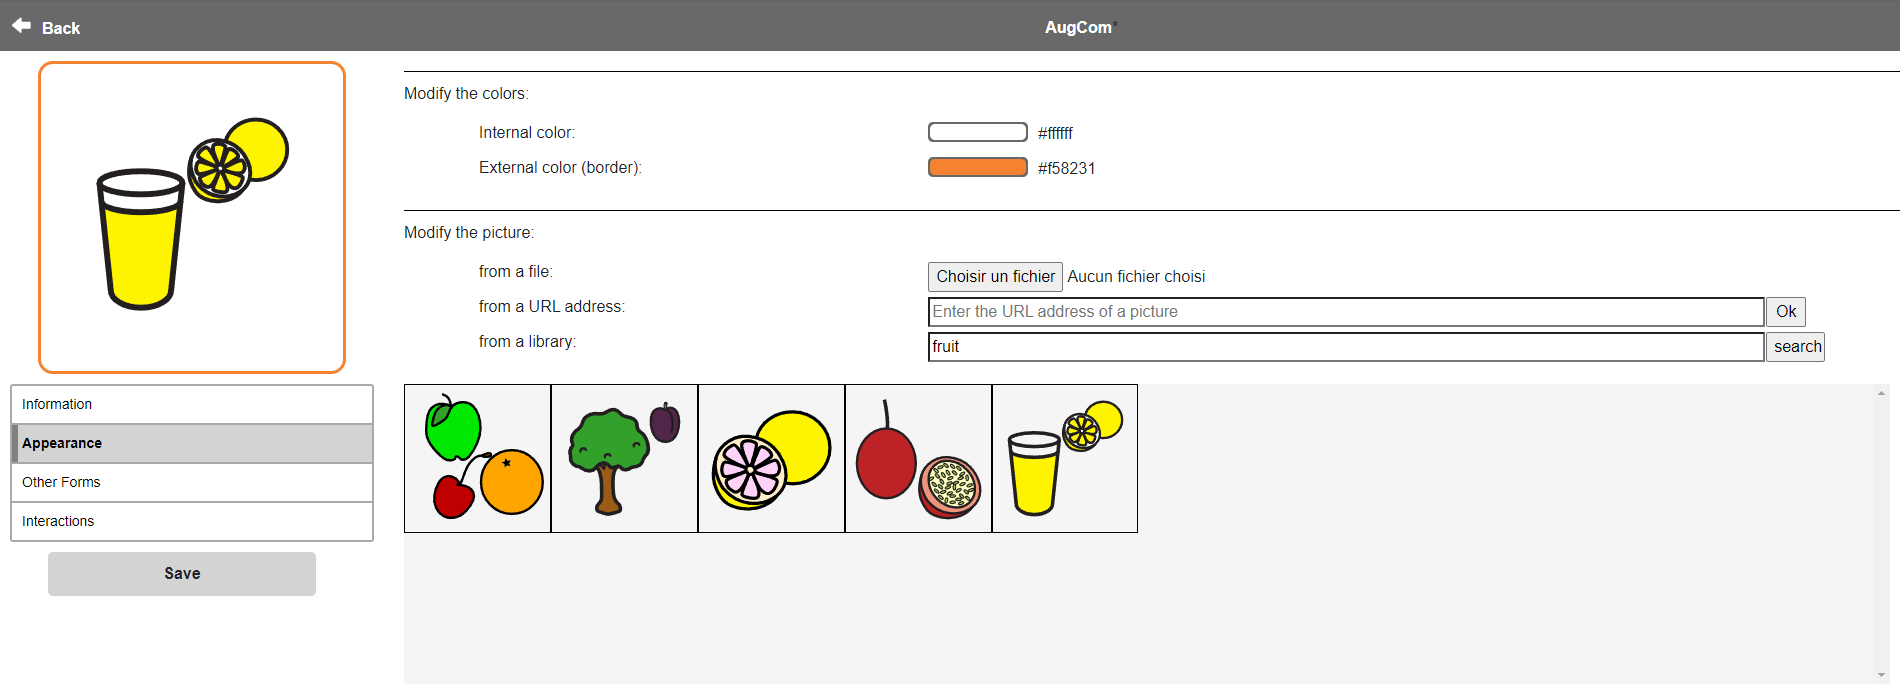 Back
AugCom*
Modify the colors:
Internal color: #ffffff
External color (border): #f58231
Modify the picture:
from a file: Choisir un fichier Aucun fichier choisi
from a URL address: Enter the URL address of a picture Ok
from a library: fruit search
Information
Appearance
Other Forms
Interactions
Save